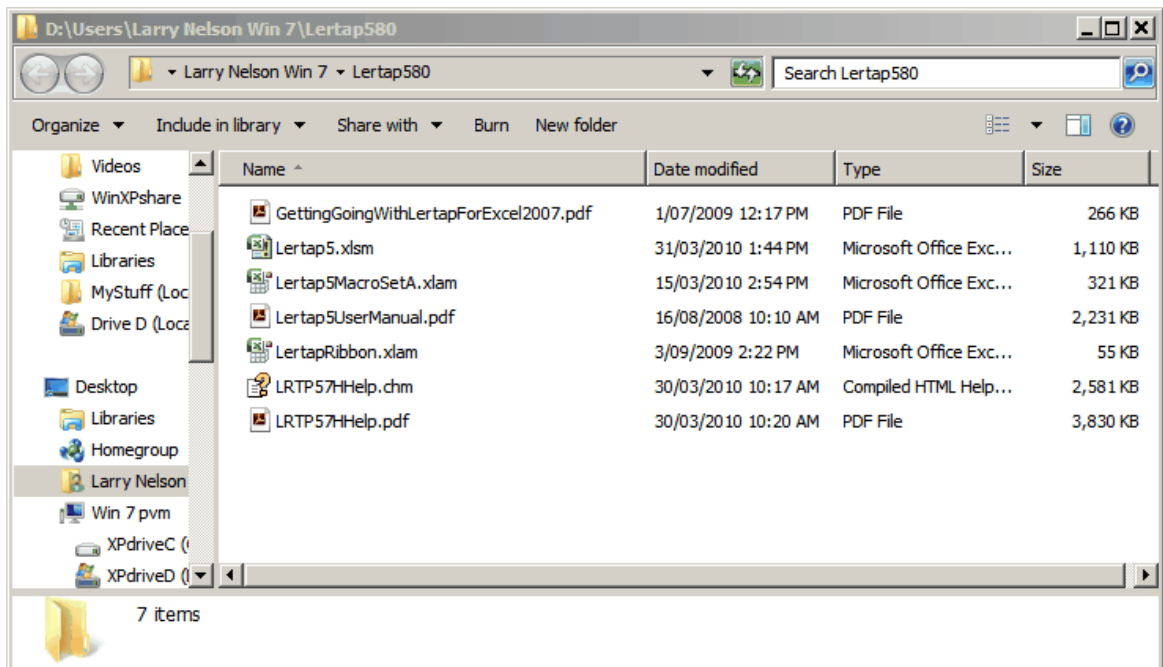 D:\Users\Larry Nelson Win 7\Lertap580
Larry Nelson Win 7 Lertap580 Search Lertap580
Organize Include in library Share with Burn New folder
Videos
WinXPshare
Recent Place
Libraries
MyStuff (Loc
Drive D (Loca
Desktop
Libraries
Homegroup
Larry Nelson
Win 7 pvm
XPdriveC (
XPdriveD (
Name Date modified Type Size
GettingGoingWithLertapForExcel2007.pdf 1/07/2009 12:17 PM PDF File 266 KB
Lertap5.xlsm 31/03/2010 1:44 PM Microsoft Office Exc... 1,110 KB
Lertap5MacroSetA.xlam 15/03/2010 2:54 PM Microsoft Office Exc... 321 KB
Lertap5UserManual.pdf 16/08/2008 10:10 AM PDF File 2,231 KB
LertapRibbon.xlam 3/09/2009 2:22 PM Microsoft Office Exc... 55 KB
LRTP57HHelp.chm 30/03/2010 10:17 AM Compiled HTML Help... 2,581 KB
LRTP57HHelp.pdf 30/03/2010 10:20 AM PDF File 3,830 KB
7 items